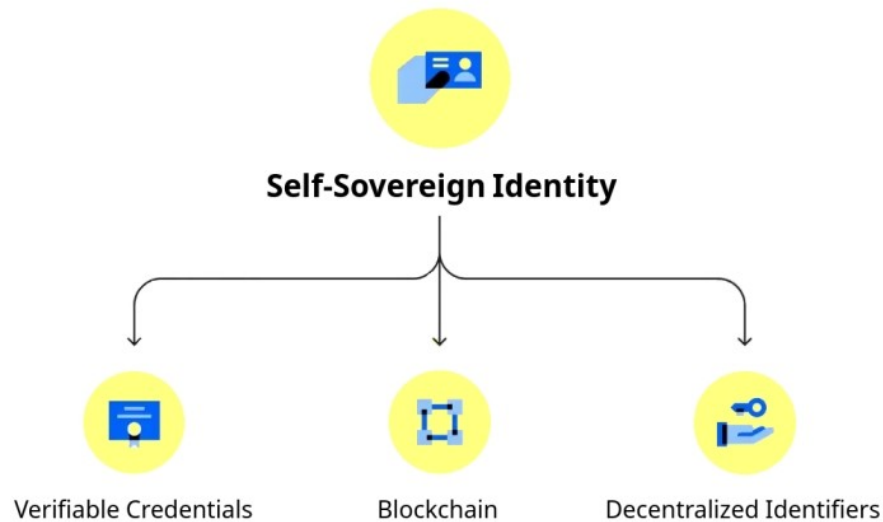 Self-Sovereign Identity
Verifiable Credentials
Blockchain
Decentralized Identifiers